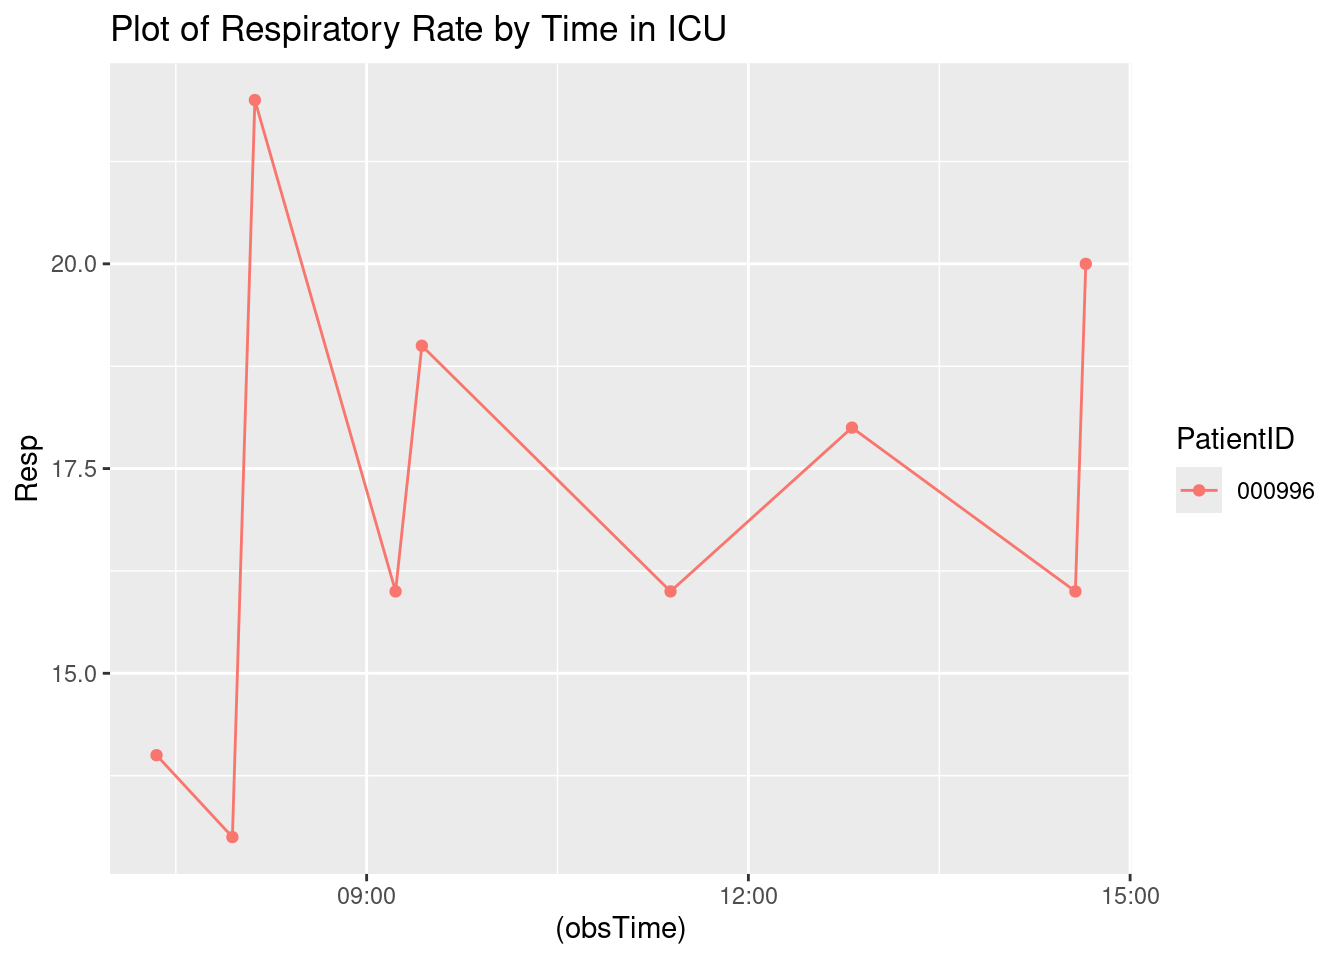 Plot of Respiratory Rate by Time in ICU
20.0
17.5
15.0
Resp
09:00
12:00
15:00
(obsTime)
PatientID
000996